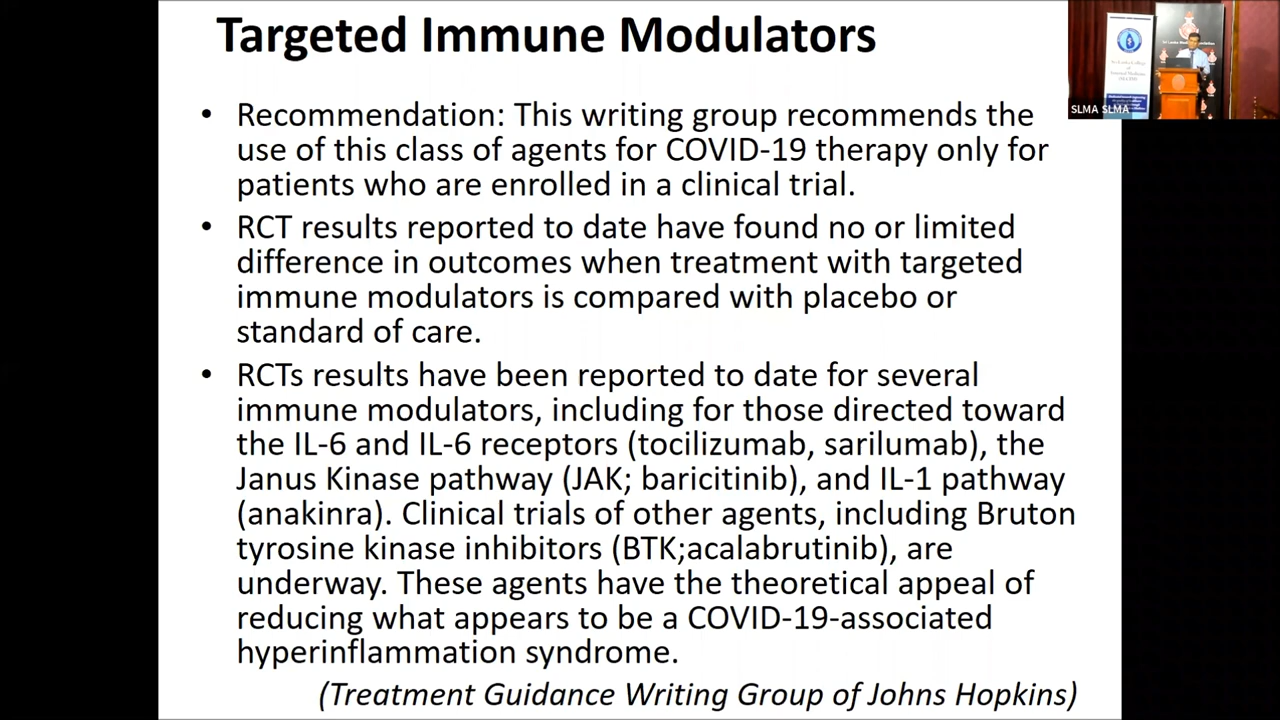 Targeted Immune Modulators
• Recommendation: This writing group recommends the
use of this class of agents for COVID-19 therapy only for
patients who are enrolled in a clinical trial.
• RCT results reported to date have found no or limited
difference in outcomes when treatment with targeted
immune modulators is compared with placebo or
standard of care.
• RCTs results have been reported to date for several
immune modulators, including for those directed toward
the IL-6 and IL-6 receptors (tocilizumab, sarilumab), the
Janus Kinase pathway (JAK; baricitinib), and IL-1 pathway
(anakinra). Clinical trials of other agents, including Bruton
tyrosine kinase inhibitors (BTK;acalabrutinib), are
underway. These agents have the theoretical appeal of
reducing what appears to be a COVID-19-associated
hyperinflammation syndrome.
(Treatment Guidance Writing Group of Johns Hopkins)
SLMA SLMA